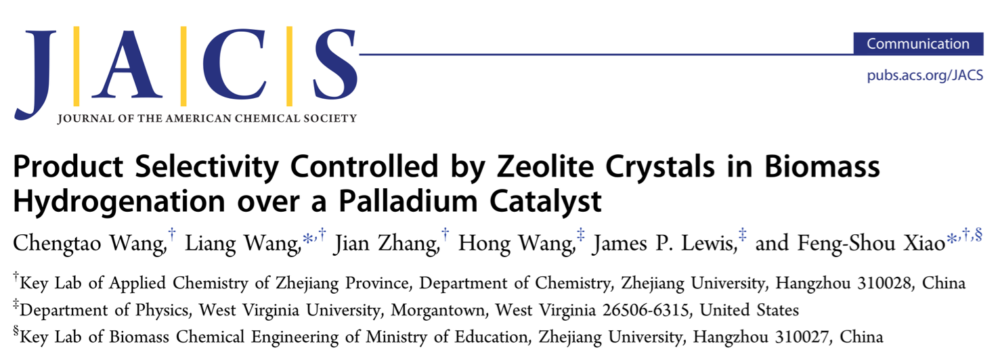 J|A|C|S
JOURNAL OF THE AMERICAN CHEMICAL SOCIETY
Communication
pubs.acs.org/JACS
Product Selectivity Controlled by Zeolite Crystals in Biomass
Hydrogenation over a Palladium Catalyst
Chengtao Wang,† Liang Wang,*,† Jian Zhang,† Hong Wang,‡ James P. Lewis,‡ and Feng-Shou Xiao*,†,§
†Key Lab of Applied Chemistry of Zhejiang Province, Department of Chemistry, Zhejiang University, Hangzhou 310028, China
‡Department of Physics, West Virginia University, Morgantown, West Virginia 26506-6315, United States
§Key Lab of Biomass Chemical Engineering of Ministry of Education, Zhejiang University, Hangzhou 310027, China